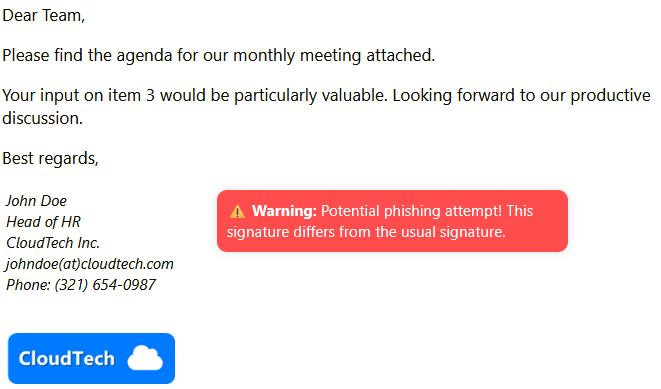 Dear Team,
Please find the agenda for our monthly meeting attached.
Your input on item 3 would be particularly valuable. Looking forward to our productive
discussion.
Best regards,
John Doe
Head of HR
CloudTech Inc.
johndoe(at)cloudtech.com
Phone: (321) 654-0987
Warning: Potential phishing attempt! This
signature differs from the usual signature.
CloudTech